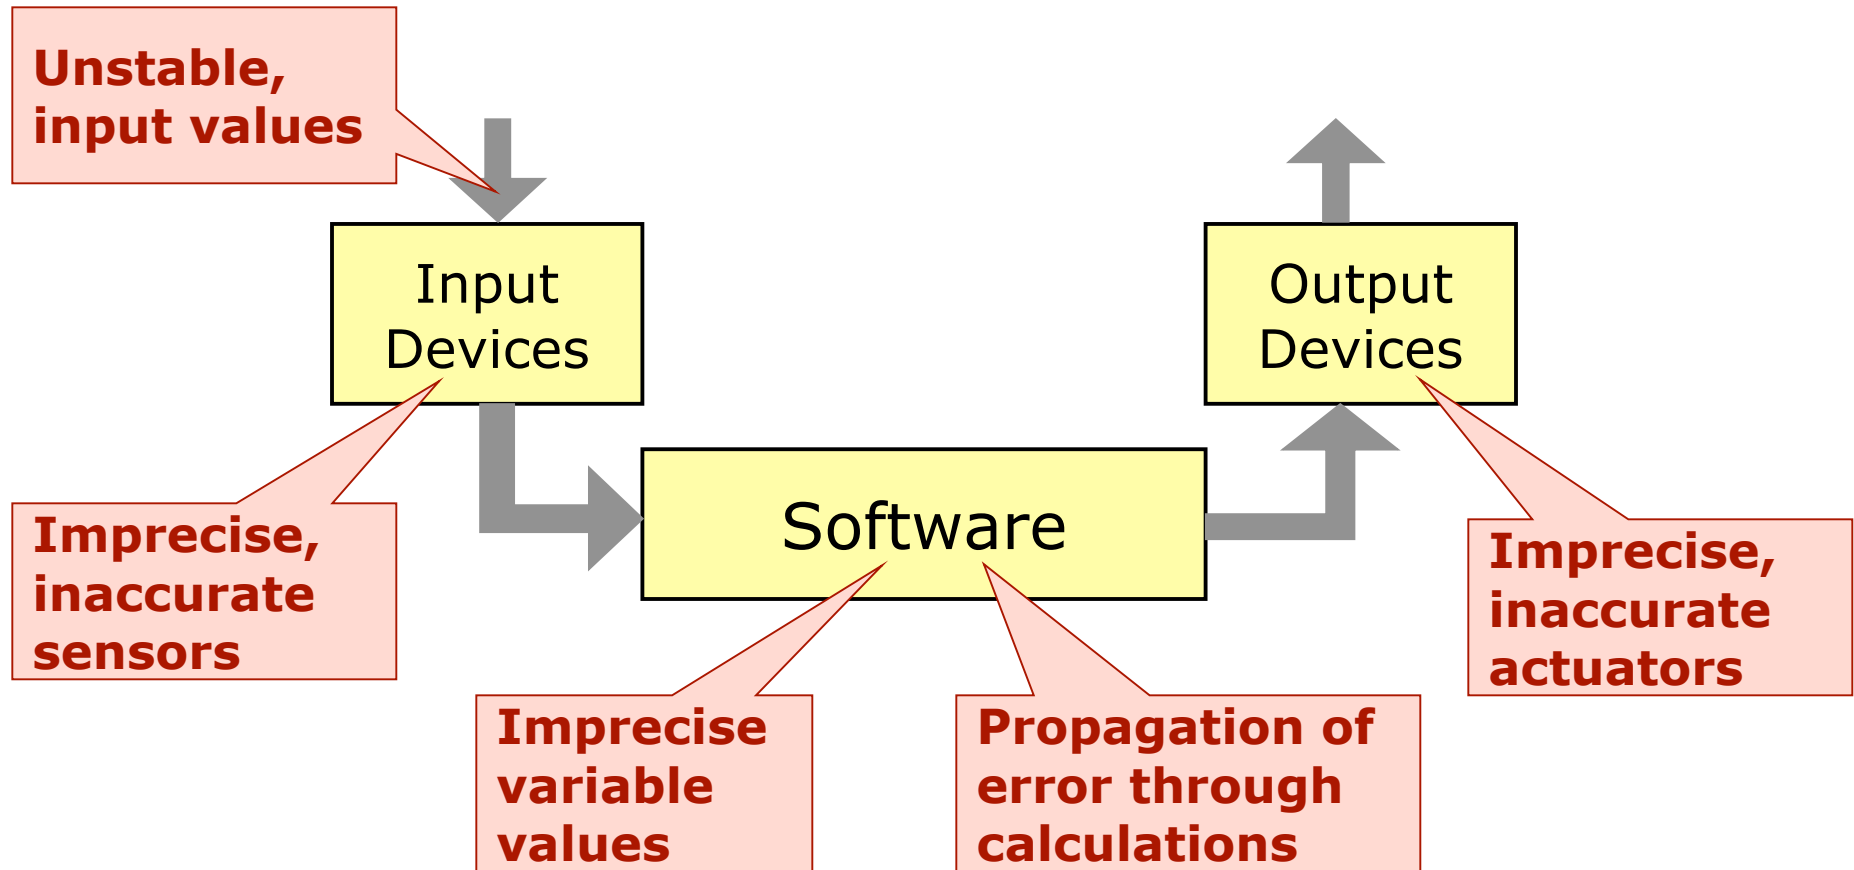 Unstable,
input values
Input
Devices
Output
Devices
Software
Imprecise,
inaccurate
sensors
Imprecise,
inaccurate
actuators
Imprecise
variable
values
Propagation of
error through
calculations